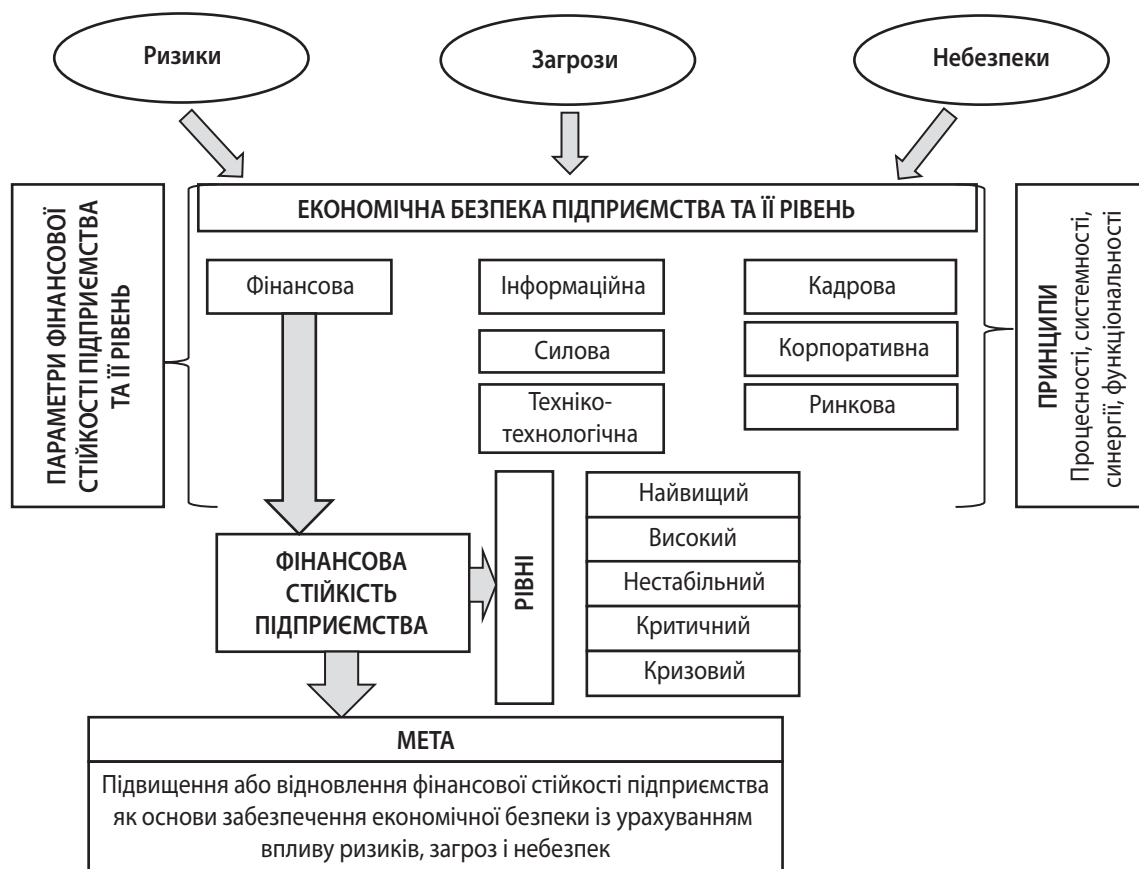 Ризики
Загрози
Небезпеки
ПАРАМЕТРИ ФІНАНСОВОЇ
СТІЙКОСТІ ПІДПРИЄМСТВА
ТА ЇЇ РІВЕНЬ
ЕКОНОМІЧНА БЕЗПЕКА ПІДПРИЄМСТВА ТА ЇЇ РІВЕНЬ
Фінансова
Інформаційна
Кадрова
Силова
Корпоративна
Техніко-
технологічна
Ринкова
ПРИНЦИПИ
Процесності, системності,
синергії, функціональності
ФІНАНСОВА
СТІЙКІСТЬ
ПІДПРИЄМСТВА
РІВНІ
Найвищий
Високий
Нестабільний
Критичний
Кризовий
МЕТА
Підвищення або відновлення фінансової стійкості підприємства
як основи забезпечення економічної безпеки із урахуванням
впливу ризиків, загроз і небезпек